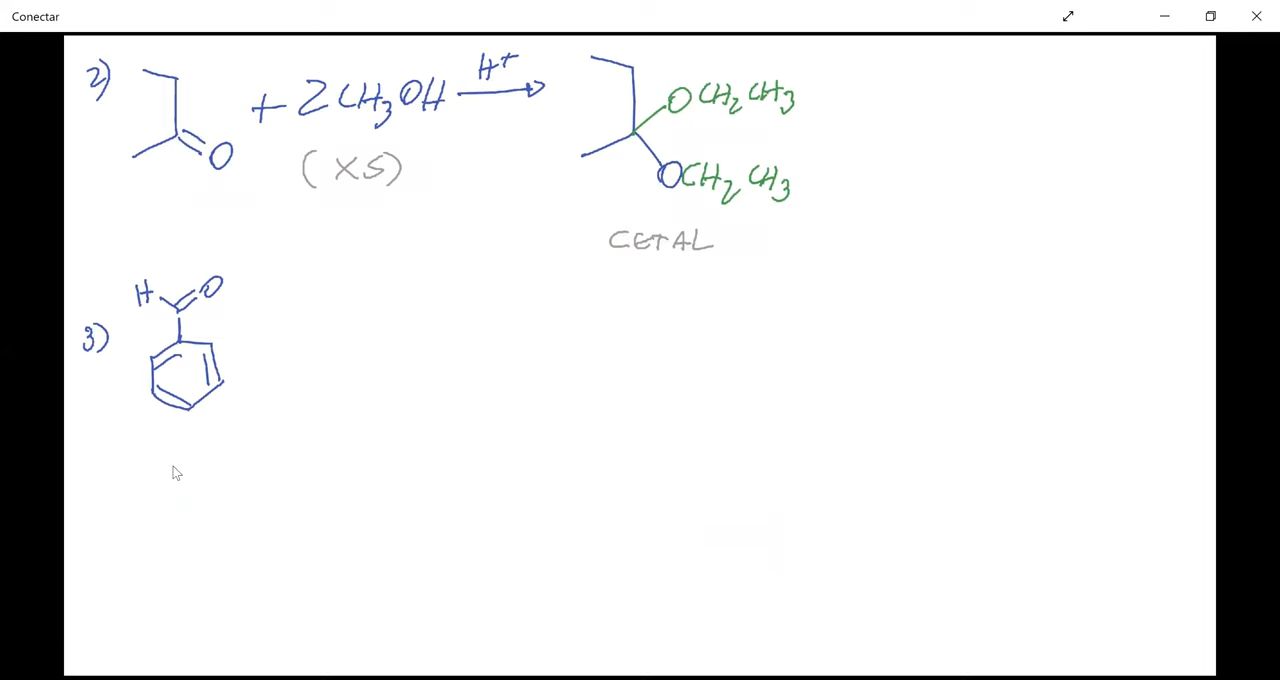 Conectar
2) + 2 CH3OH H+ OCH2CH3
O (XS) OCH2CH3
CETAL
H O
3)